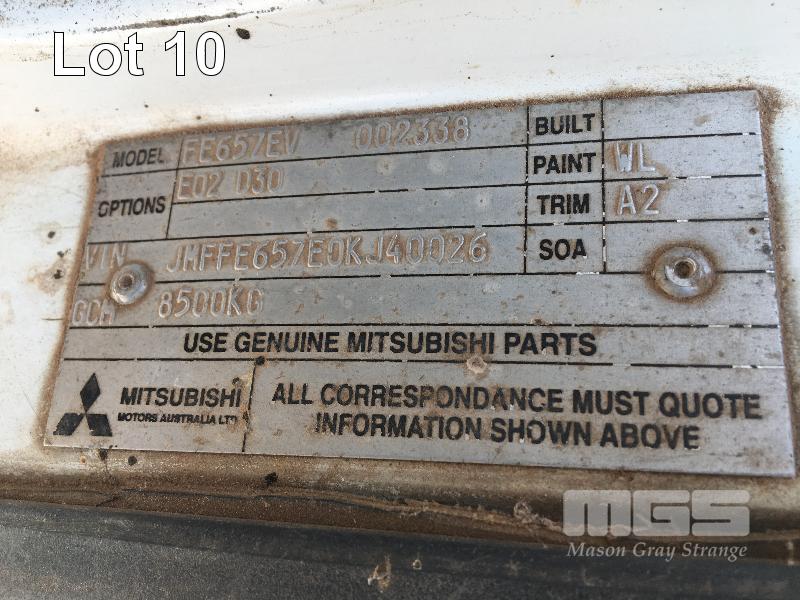 Lot 10
MODEL FE657EV 002338 BUILT
OPTIONS E02 D30 PAINT WL
TRIM A2
VIN JMFFE657E0KJ40026 SOA
GCM 8500KG
USE GENUINE MITSUBISHI PARTS
MITSUBISHI
MOTORS AUSTRALIA LTD
ALL CORRESPONDANCE MUST QUOTE
INFORMATION SHOWN ABOVE
MGS
Mason Gray Strange